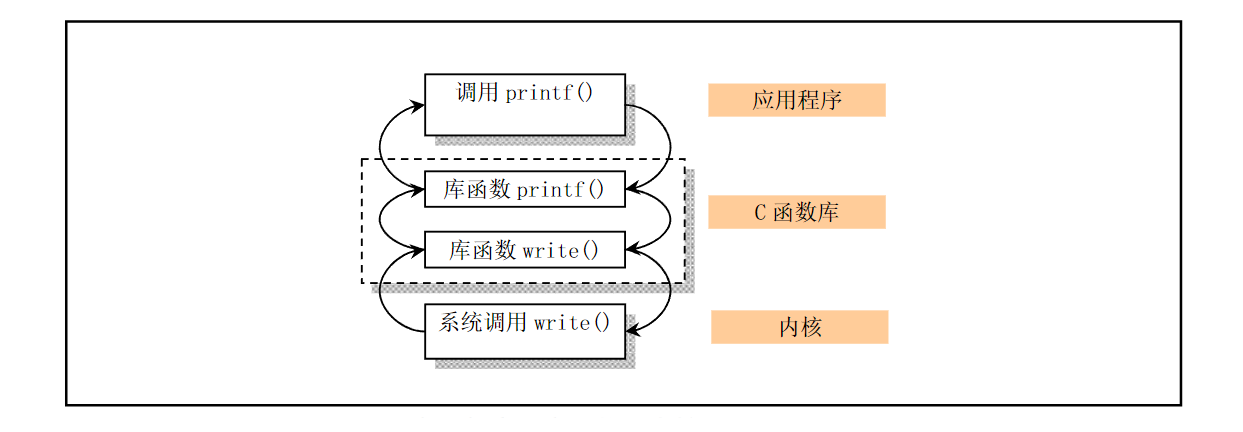 调用 printf()
应用程序
库函数 printf()
C 函数库
库函数 write()
系统调用 write()
内核